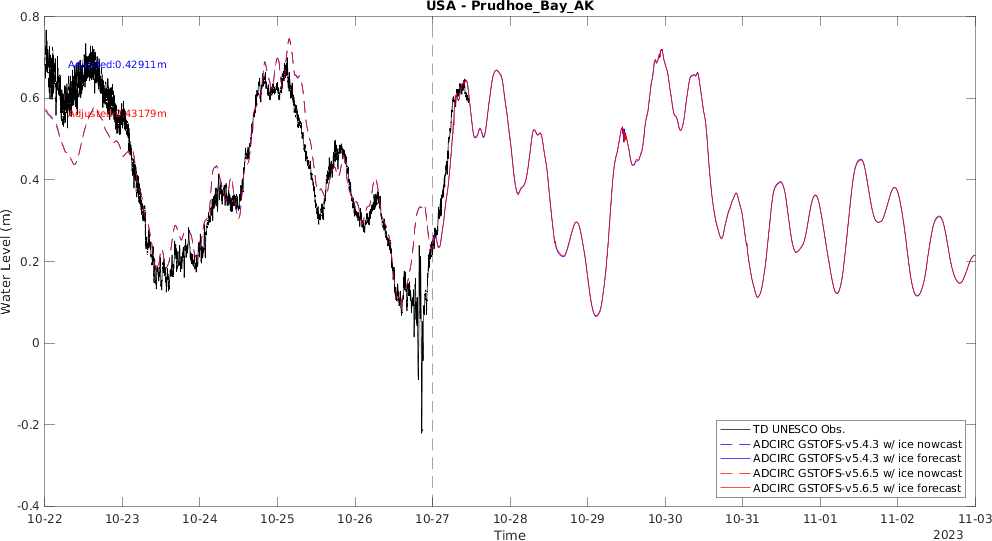 USA - Prudhoe_Bay_AK
0.8
0.6
0.4
0.2
0
-0.2
-0.4
Water Level (m)
Adjusted:0.42911m
Adjusted:0.43179m
TD UNESCO Obs.
ADCIRC GSTOFS-v5.4.3 w/ ice nowcast
ADCIRC GSTOFS-v5.4.3 w/ ice forecast
ADCIRC GSTOFS-v5.6.5 w/ ice nowcast
ADCIRC GSTOFS-v5.6.5 w/ ice forecast
10-22 10-23 10-24 10-25 10-26 10-27 10-28 10-29 10-30 10-31 11-01 11-02 11-03
Time
2023